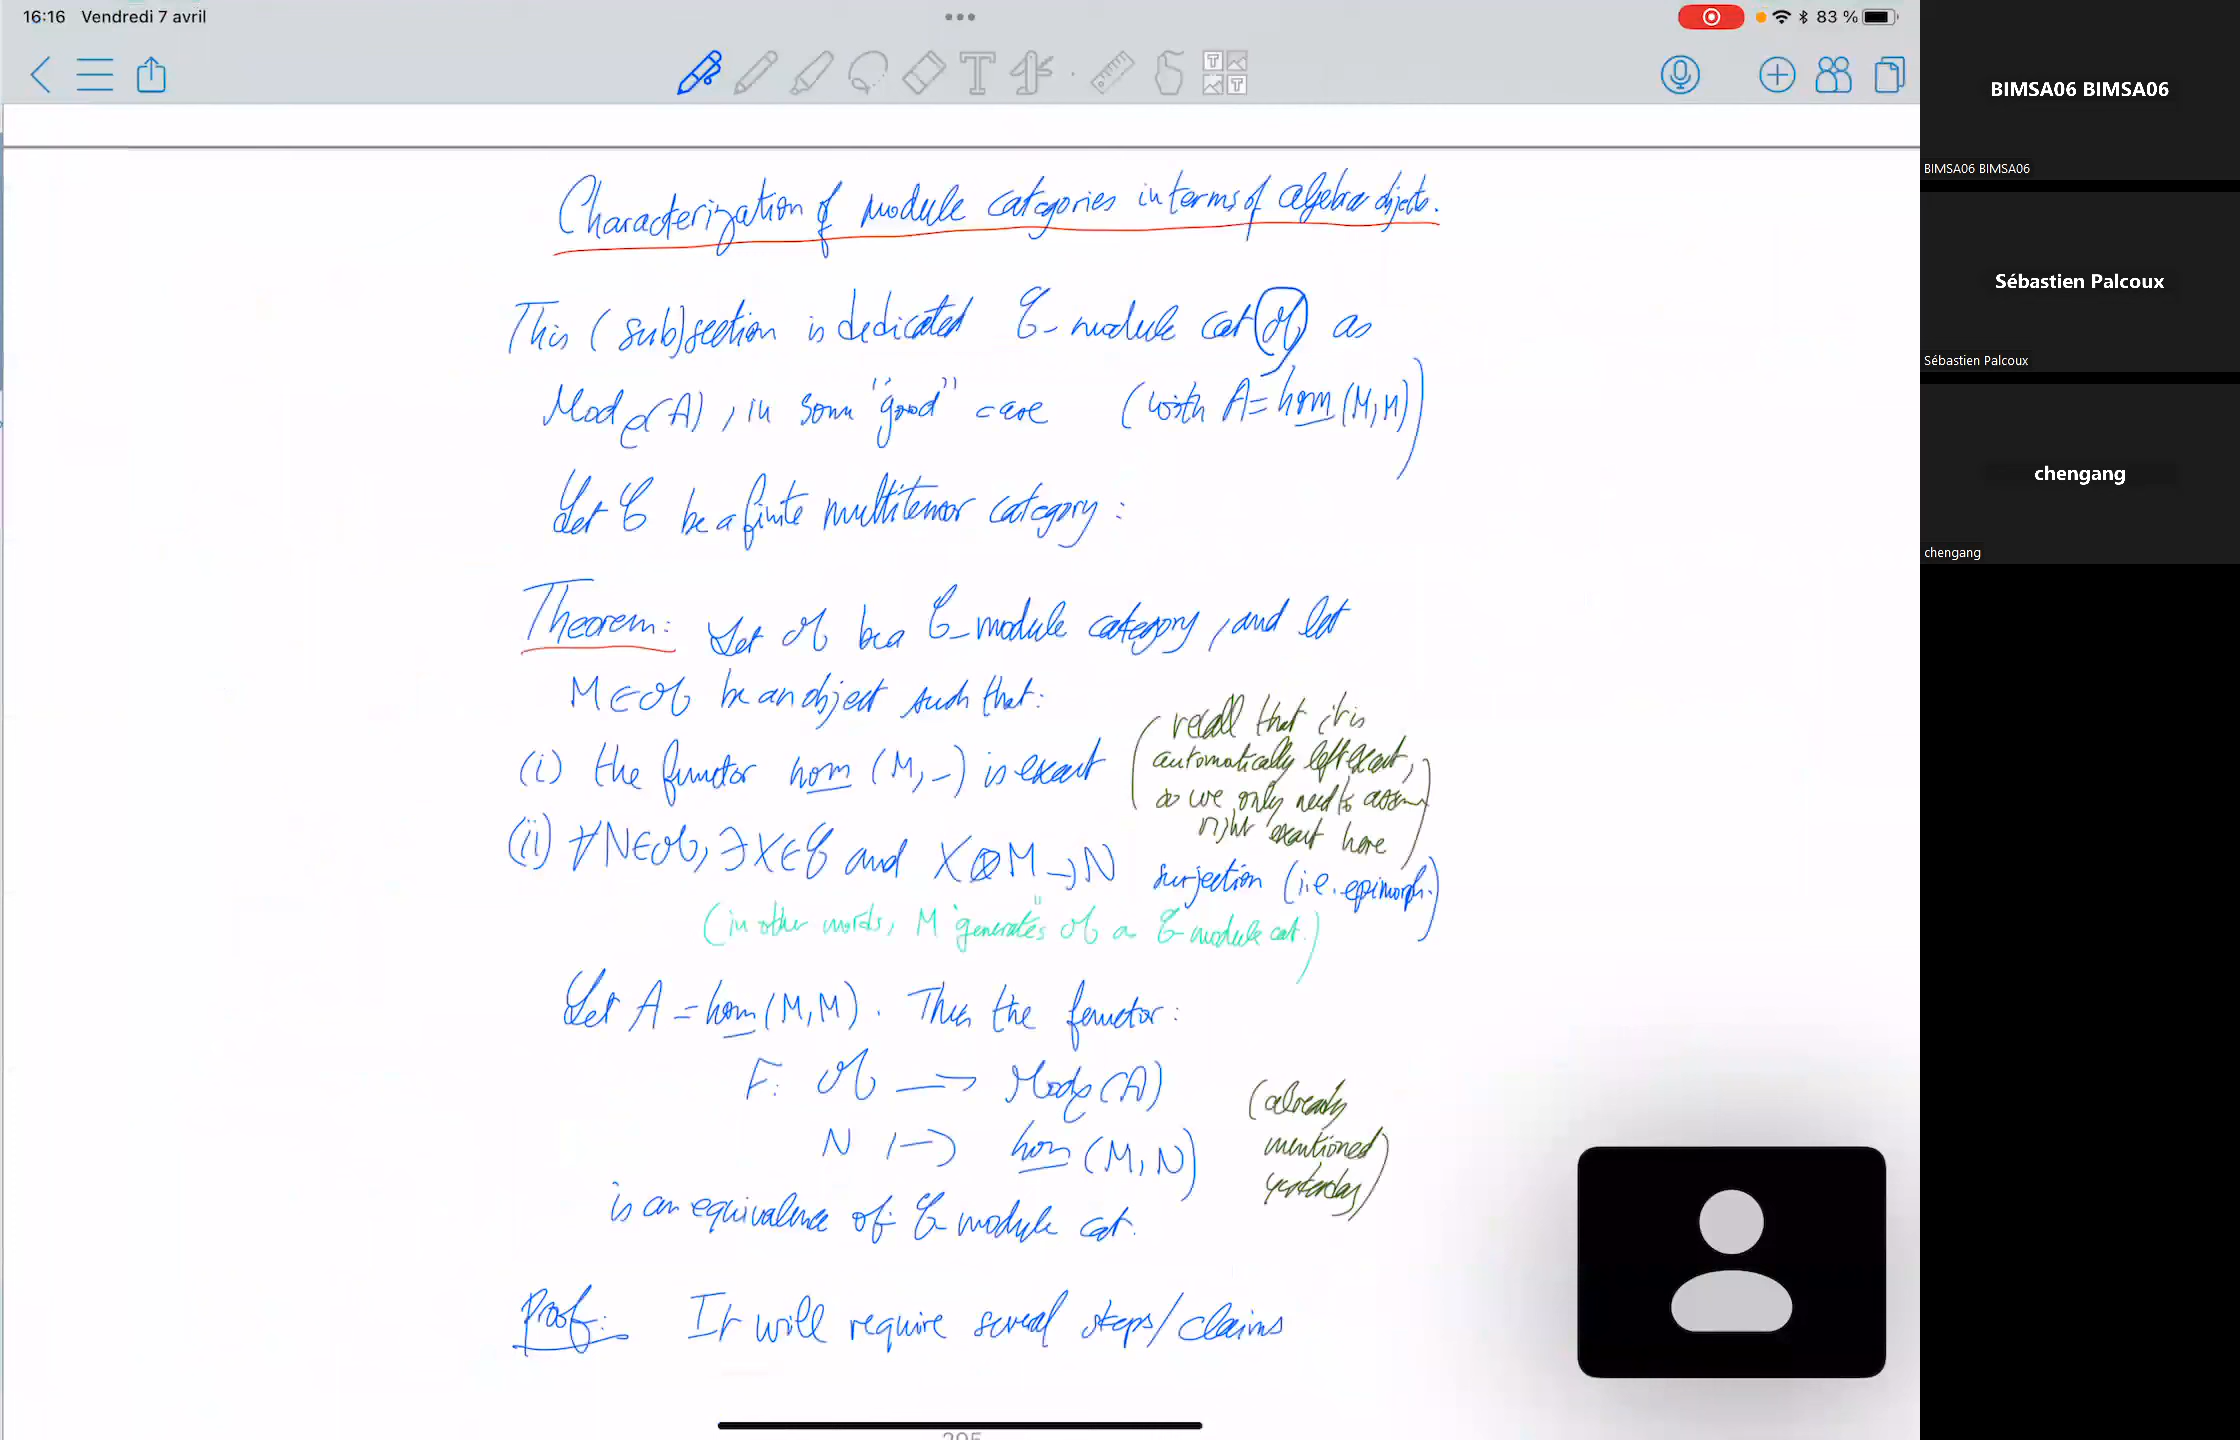 16:16 Vendredi 7 avril
83 %
BIMSA06 BIMSA06
BIMSA06 BIMSA06
Sébastien Palcoux
Sébastien Palcoux
chengang
chengang
Characterization of module categories in terms of algebra objects.
This (sub)section is dedicated 𝒞-module cat ℳ as
Mod_𝒞(A), in some "good" case (with A = hom(M,M))
Let 𝒞 be a finite multitensor category:
Theorem: Let ℳ be a 𝒞-module category, and let
M∈ℳ be an object such that:
(i) the functor hom(M,-) is exact
(recall that it is
automatically left exact,
so we only need to assume
right exact here)
(ii) ∀N∈ℳ, ∃X∈𝒞 and X⊗M→N surjection (i.e. epimorph.)
(in other words, M "generates" ℳ as 𝒞-module cat.)
Let A = hom(M,M). Then the functor:
F: ℳ → Mod_𝒞(A)
N ↦ hom(M,N)
(already
mentioned
yesterday)
is an equivalence of 𝒞-module cat.
Proof: It will require several steps/claims